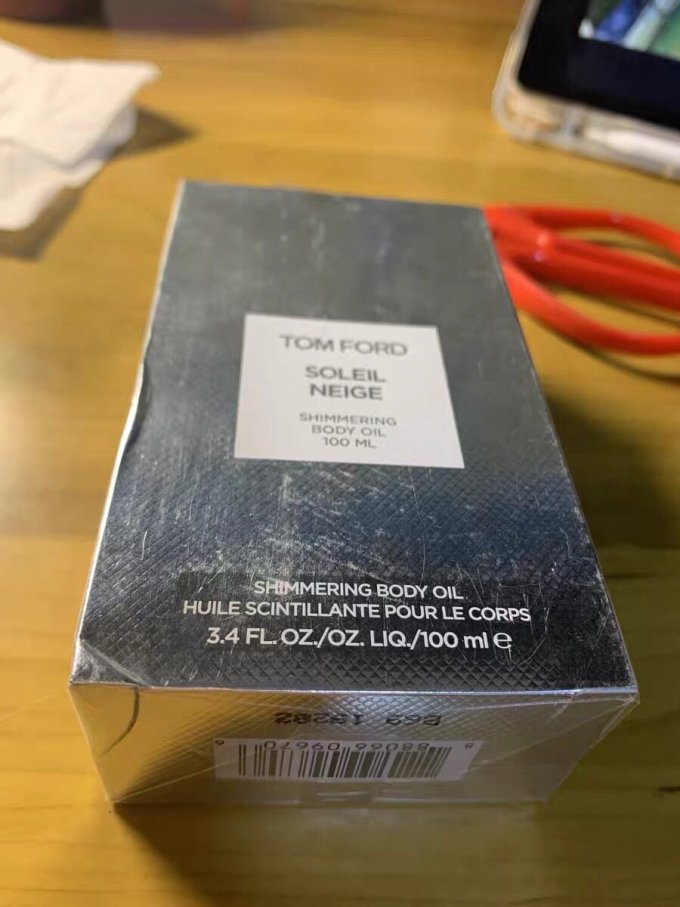 TOM FORD
SOLEIL
NEIGE
SHIMMERING
BODY OIL
100 ML
SHIMMERING BODY OIL
HUILE SCINTILLANTE POUR LE CORPS
3.4 FL. OZ./OZ. LIQ./100 ml ℮